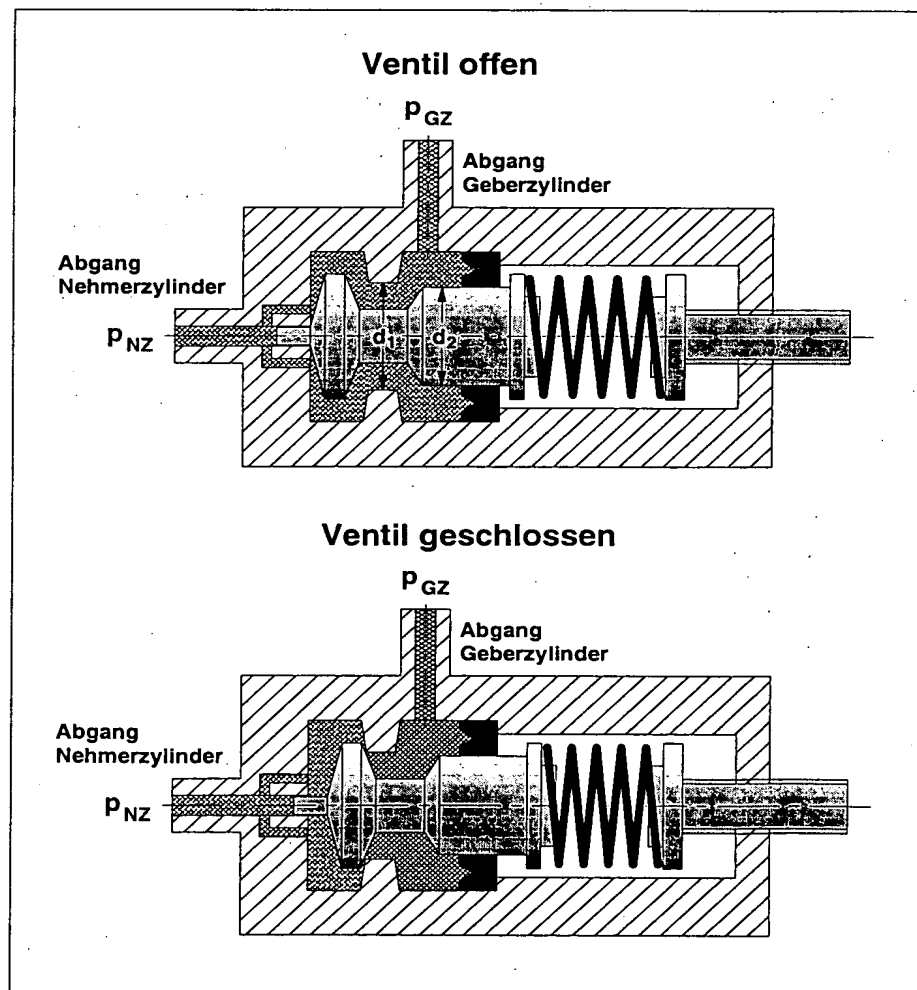 Ventil offen
pGZ
Abgang
Geberzylinder
Abgang
Nehmerzylinder
pNZ
d1
d2
Ventil geschlossen
pGZ
Abgang
Geberzylinder
Abgang
Nehmerzylinder
pNZ